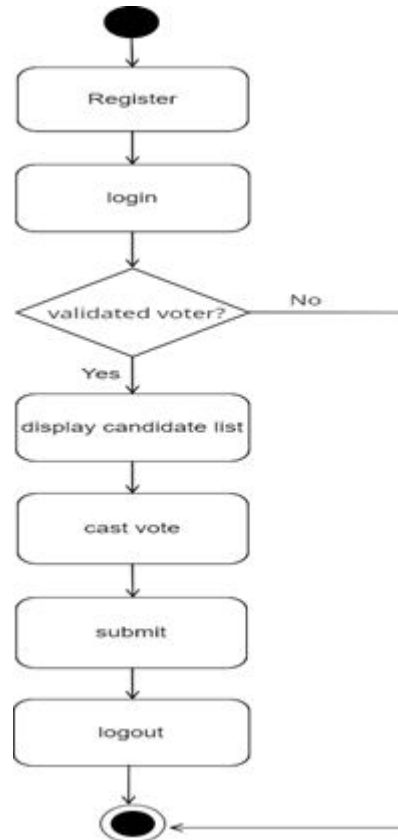 Register
login
validated voter?
No
Yes
display candidate list
cast vote
submit
logout